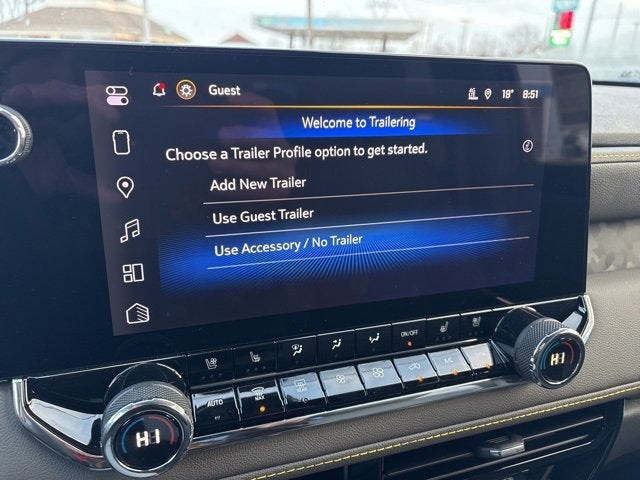 Guest
19° 8:51
Welcome to Trailering
Choose a Trailer Profile option to get started.
Add New Trailer
Use Guest Trailer
Use Accessory / No Trailer
ON/OFF
AUTO
MAX
REAR
A/C
HI
HI